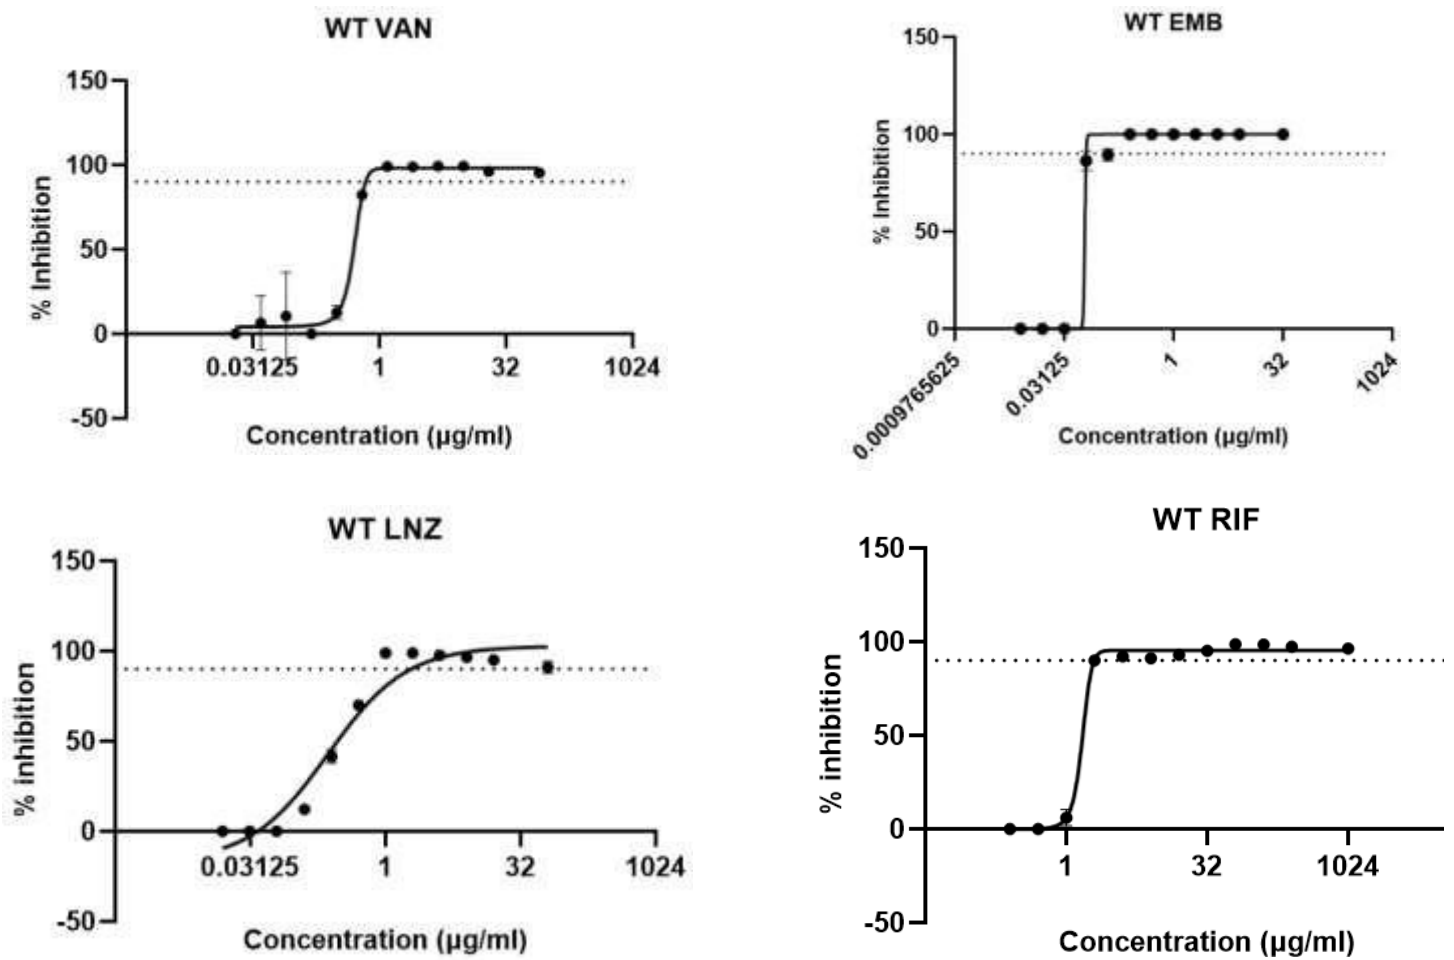 WT VAN
150
100
50
0
-50
% Inhibition
0.03125 1 32 1024
Concentration (µg/ml)
WT EMB
150
100
50
0
% Inhibition
0.0009765625 0.03125 1 32 1024
Concentration (µg/ml)
WT LNZ
150
100
50
0
-50
% inhibition
0.03125 1 32 1024
Concentration (µg/ml)
WT RIF
150
100
50
0
-50
% inhibition
1 32 1024
Concentration (µg/ml)